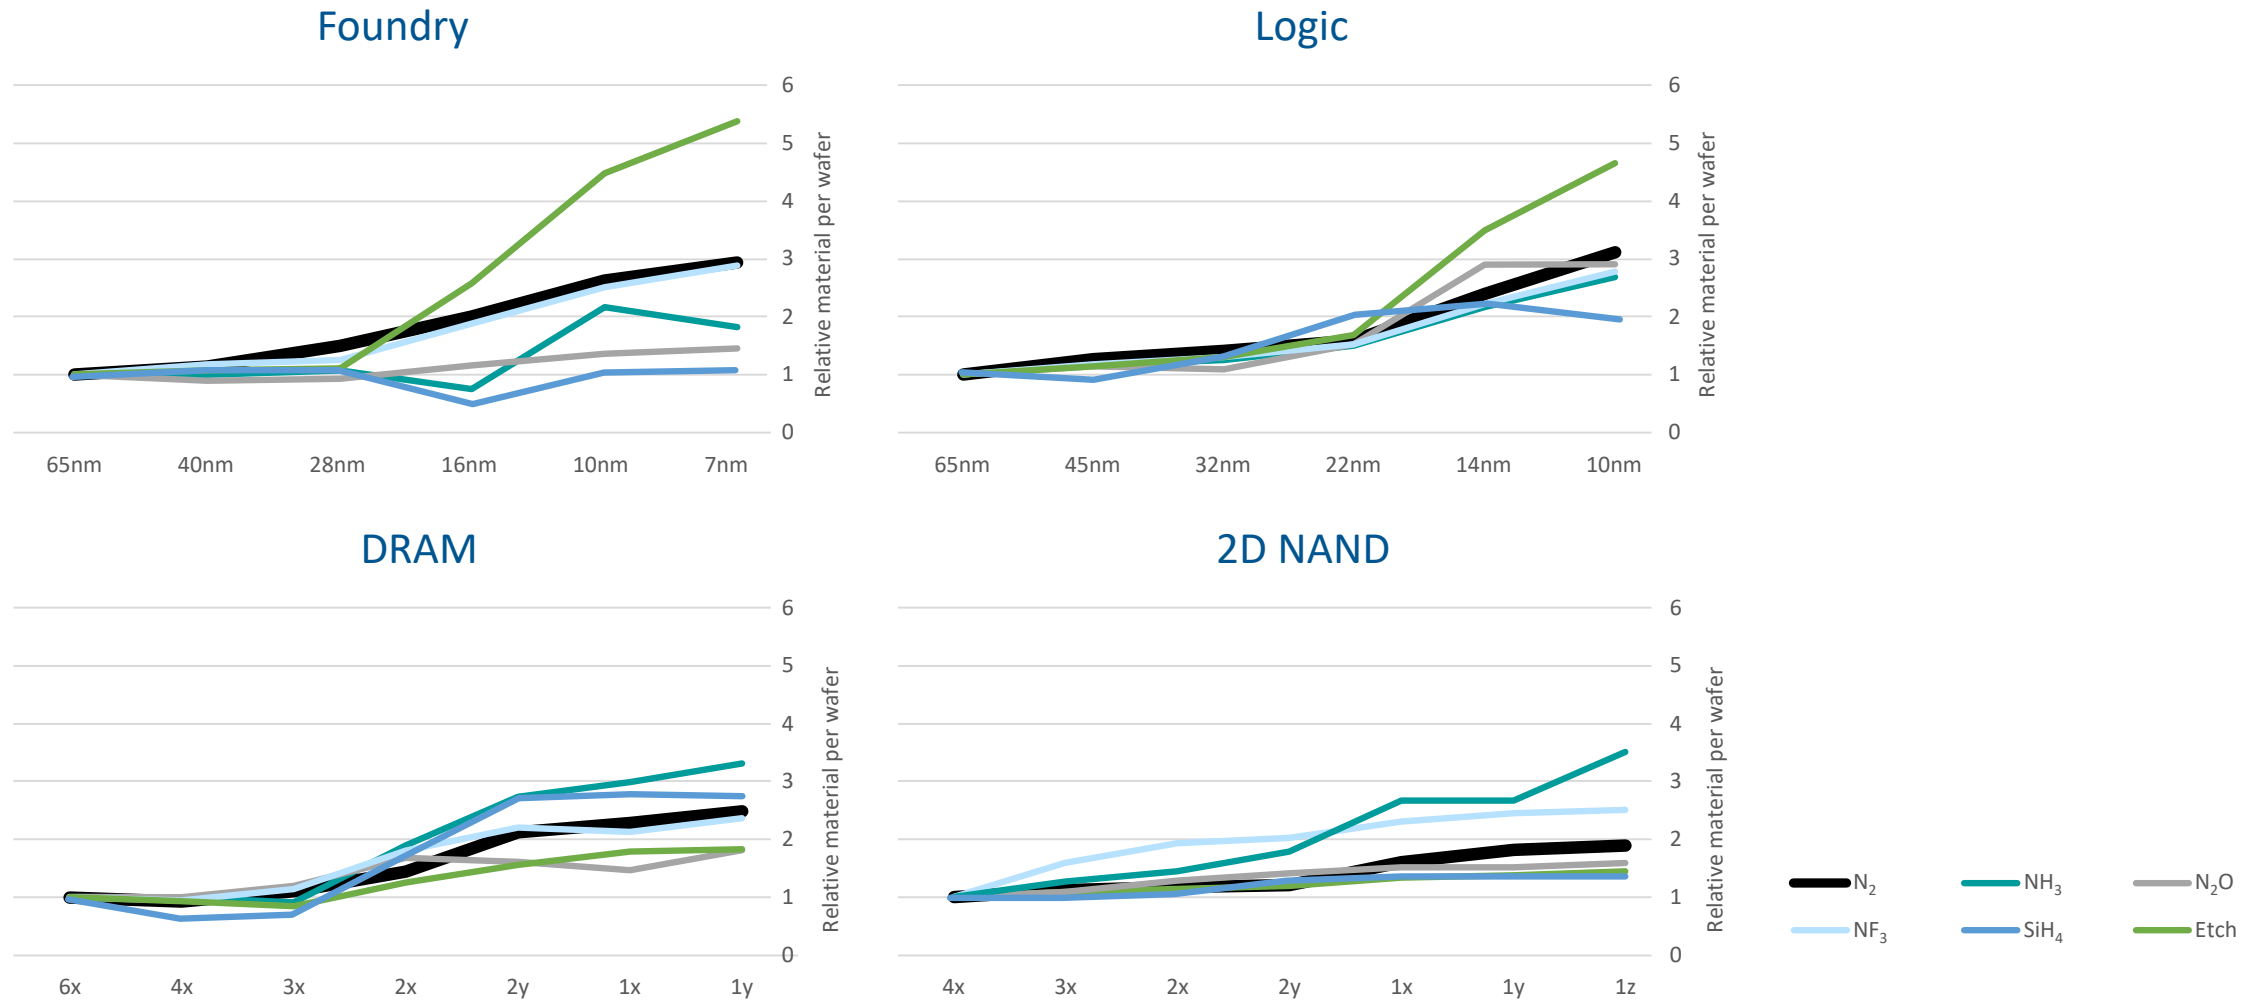 Foundry
6
5
4
3
2
1
0
Relative material per wafer
65nm 40nm 28nm 16nm 10nm 7nm
Logic
6
5
4
3
2
1
0
Relative material per wafer
65nm 45nm 32nm 22nm 14nm 10nm
DRAM
6
5
4
3
2
1
0
Relative material per wafer
6x 4x 3x 2x 2y 1x 1y
2D NAND
6
5
4
3
2
1
0
Relative material per wafer
4x 3x 2x 2y 1x 1y 1z
N₂ NH₃ N₂O
NF₃ SiH₄ Etch